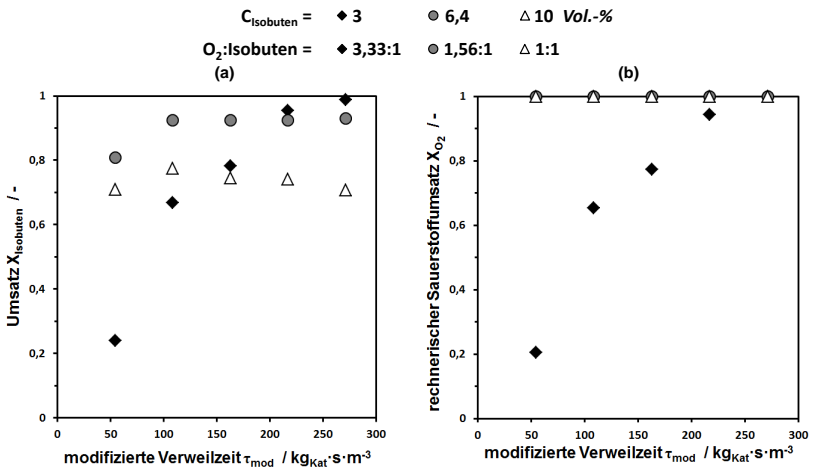 C_Isobuten = ◆ 3 ● 6,4 △ 10 Vol.-%
O₂:Isobuten = ◆ 3,33:1 ● 1,56:1 △ 1:1
(a)
Umsatz X_Isobuten / -
1
0,8
0,6
0,4
0,2
0
0 50 100 150 200 250 300
modifizierte Verweilzeit τ_mod / kg_Kat·s·m⁻³
(b)
rechnerischer Sauerstoffumsatz X_O₂ / -
1
0,8
0,6
0,4
0,2
0
0 50 100 150 200 250 300
modifizierte Verweilzeit τ_mod / kg_Kat·s·m⁻³